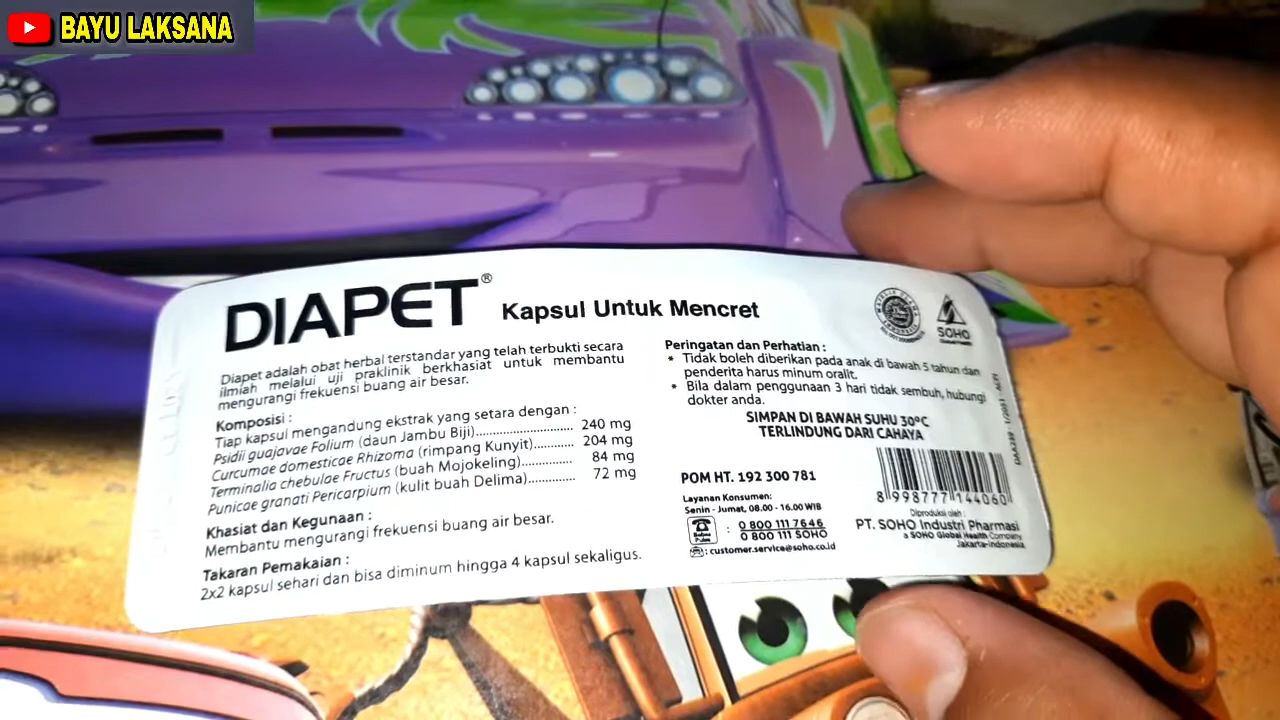 BAYU LAKSANA
DIAPET®
Kapsul Untuk Mencret
Diapet adalah obat herbal terstandar yang telah terbukti secara
ilmiah melalui uji praklinik berkhasiat untuk membantu
mengurangi frekuensi buang air besar.
Komposisi :
Tiap kapsul mengandung ekstrak yang setara dengan :
Psidii guajavae Folium (daun Jambu Biji).......................... 240 mg
Curcumae domesticae Rhizoma (rimpang Kunyit)........... 204 mg
Terminalia chebulae Fructus (buah Mojokeling)............... 84 mg
Punicae granati Pericarpium (kulit buah Delima)............. 72 mg
Khasiat dan Kegunaan :
Membantu mengurangi frekuensi buang air besar.
Takaran Pemakaian :
2x2 kapsul sehari dan bisa diminum hingga 4 kapsul sekaligus.
SOHO
Peringatan dan Perhatian :
* Tidak boleh diberikan pada anak di bawah 5 tahun dan
penderita harus minum oralit.
* Bila dalam penggunaan 3 hari tidak sembuh, hubungi
dokter anda.
SIMPAN DI BAWAH SUHU 30°C
TERLINDUNG DARI CAHAYA
POM HT. 192 300 781
Layanan Konsumen:
Senin - Jumat, 08.00 - 16.00 WIB
Bebas Pulsa
: 0 800 111 7646
0 800 111 SOHO
: customer.service@soho.co.id
8 998777 144060
Diproduksi oleh :
PT. SOHO Industri Pharmasi
a SOHO Global Health Company
Jakarta-Indonesia